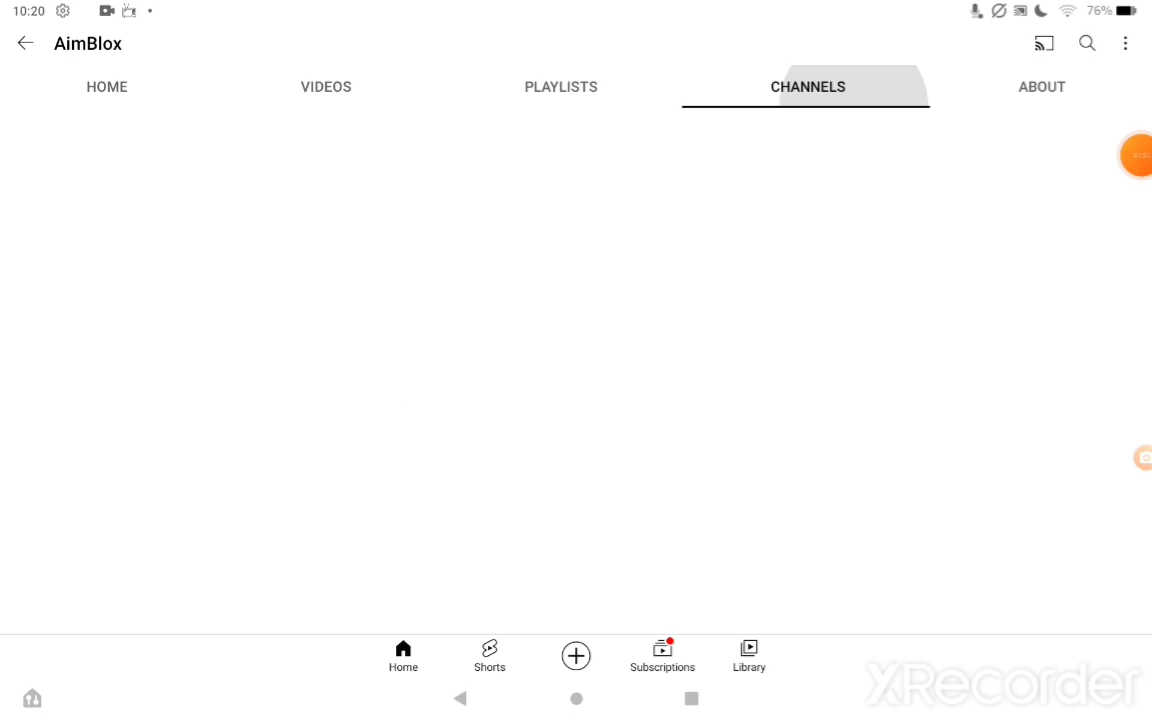 10:20 76%
AimBlox
HOME VIDEOS PLAYLISTS CHANNELS ABOUT
Home Shorts Subscriptions Library
XRecorder